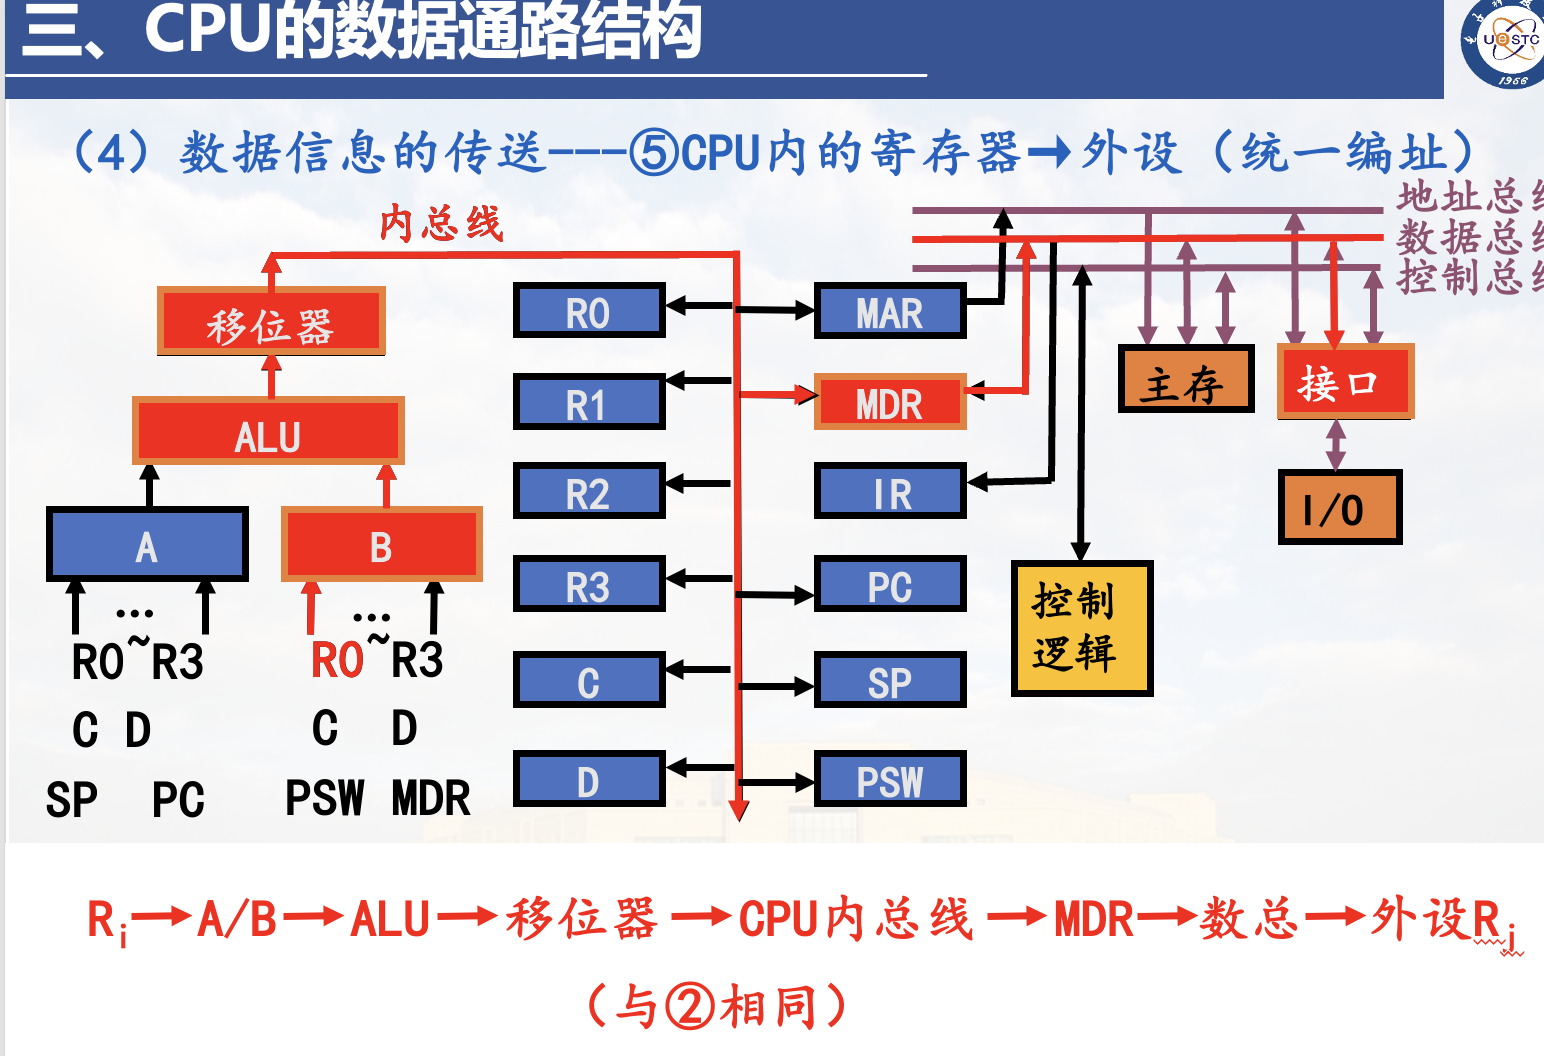 三、CPU的数据通路结构
UeSTC
1956
（4）数据信息的传送---⑤CPU内的寄存器→外设（统一编址）
内总线
地址总
数据总
控制总
移位器
ALU
A
B
...
...
R0~R3
R0~R3
C D
C D
SP PC
PSW MDR
R0
R1
R2
R3
C
D
MAR
MDR
IR
PC
SP
PSW
主存
接口
I/O
控制
逻辑
Ri→A/B→ALU→移位器→CPU内总线→MDR→数总→外设Rj
（与②相同）